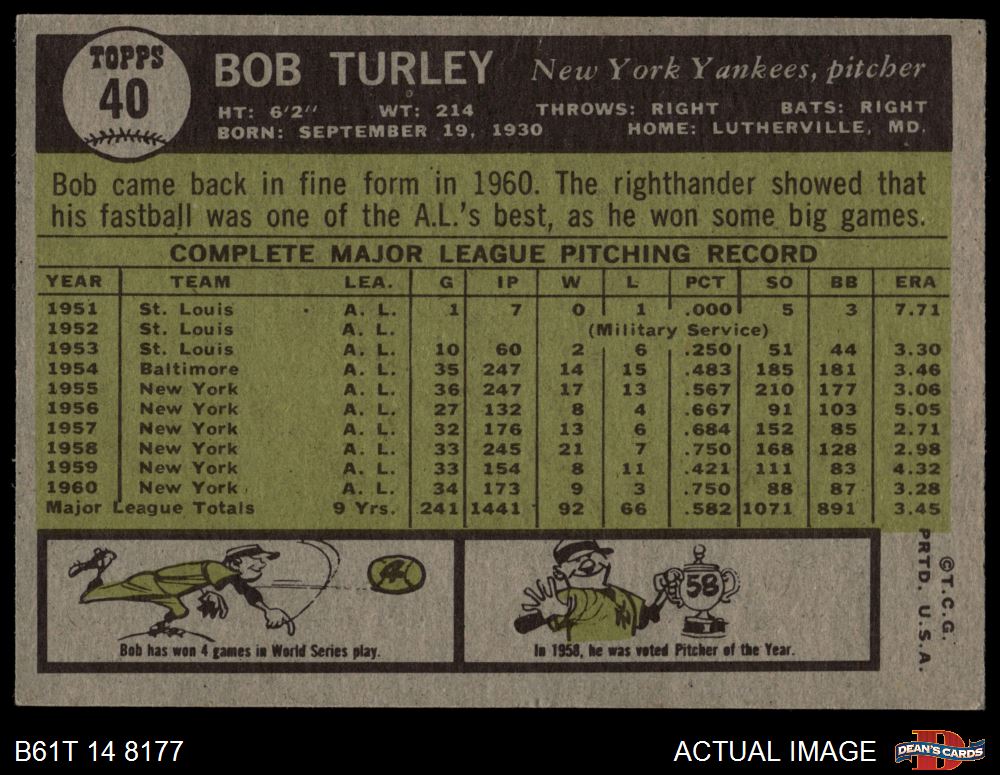 TOPPS
40
BOB TURLEY New York Yankees, pitcher
HT: 6'2" WT: 214 THROWS: RIGHT BATS: RIGHT
BORN: SEPTEMBER 19, 1930 HOME: LUTHERVILLE, MD.
Bob came back in fine form in 1960. The righthander showed that
his fastball was one of the A.L.'s best, as he won some big games.
COMPLETE MAJOR LEAGUE PITCHING RECORD
YEAR TEAM LEA. G IP W L PCT SO BB ERA
1951 St. Louis A. L. 1 7 0 1 .000 5 3 7.71
1952 St. Louis A. L. (Military Service)
1953 St. Louis A. L. 10 60 2 6 .250 51 44 3.30
1954 Baltimore A. L. 35 247 14 15 .483 185 181 3.46
1955 New York A. L. 36 247 17 13 .567 210 177 3.06
1956 New York A. L. 27 132 8 4 .667 91 103 5.05
1957 New York A. L. 32 176 13 6 .684 152 85 2.71
1958 New York A. L. 33 245 21 7 .750 168 128 2.98
1959 New York A. L. 33 154 8 11 .421 111 83 4.32
1960 New York A. L. 34 173 9 3 .750 88 87 3.28
Major League Totals 9 Yrs. 241 1441 92 66 .582 1071 891 3.45
58
Bob has won 4 games in World Series play.
In 1958, he was voted Pitcher of the Year.
©T.C.G.
PRTD. U.S.A.
B61T 14 8177
ACTUAL IMAGE
DEAN'S CARDS